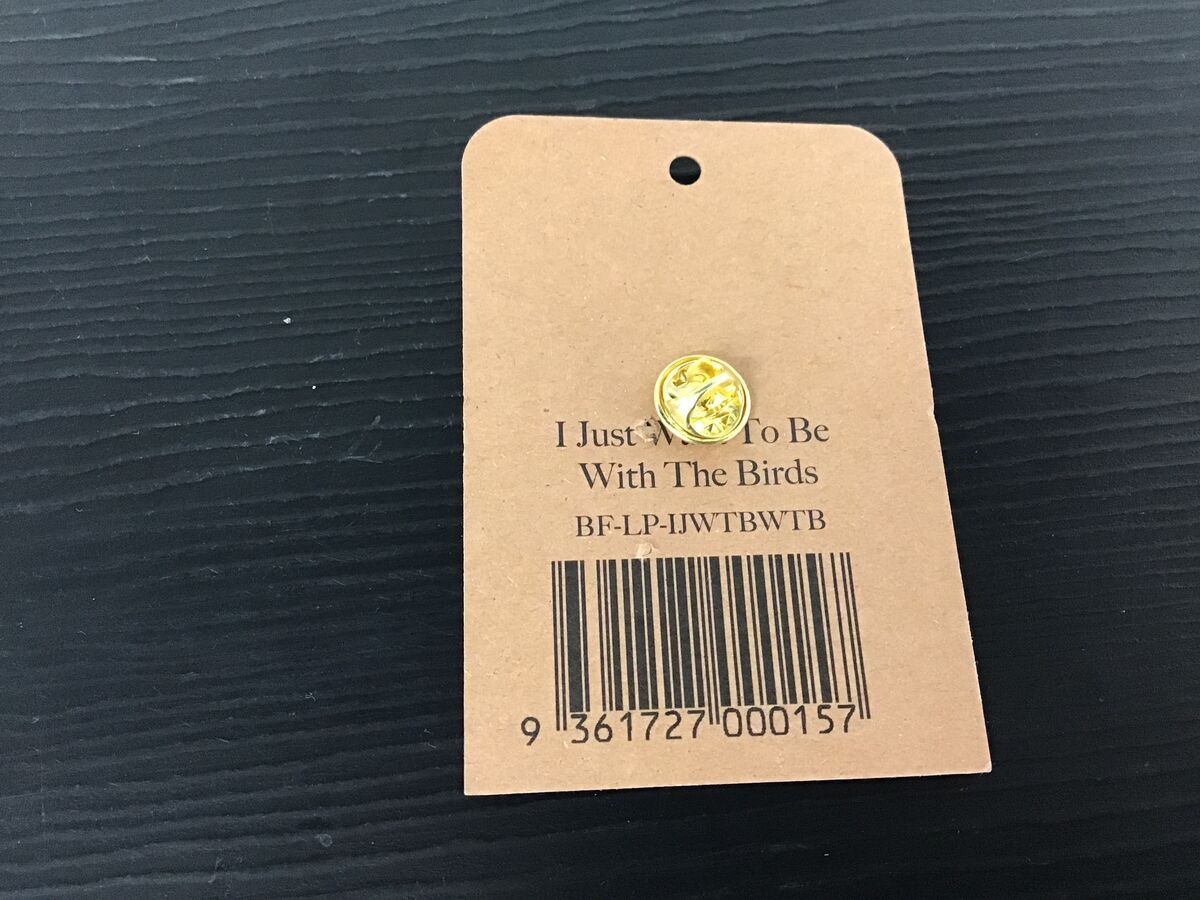 I Just To Be
With The Birds
BF-LP-IJWTBWTB
9 361727 000157